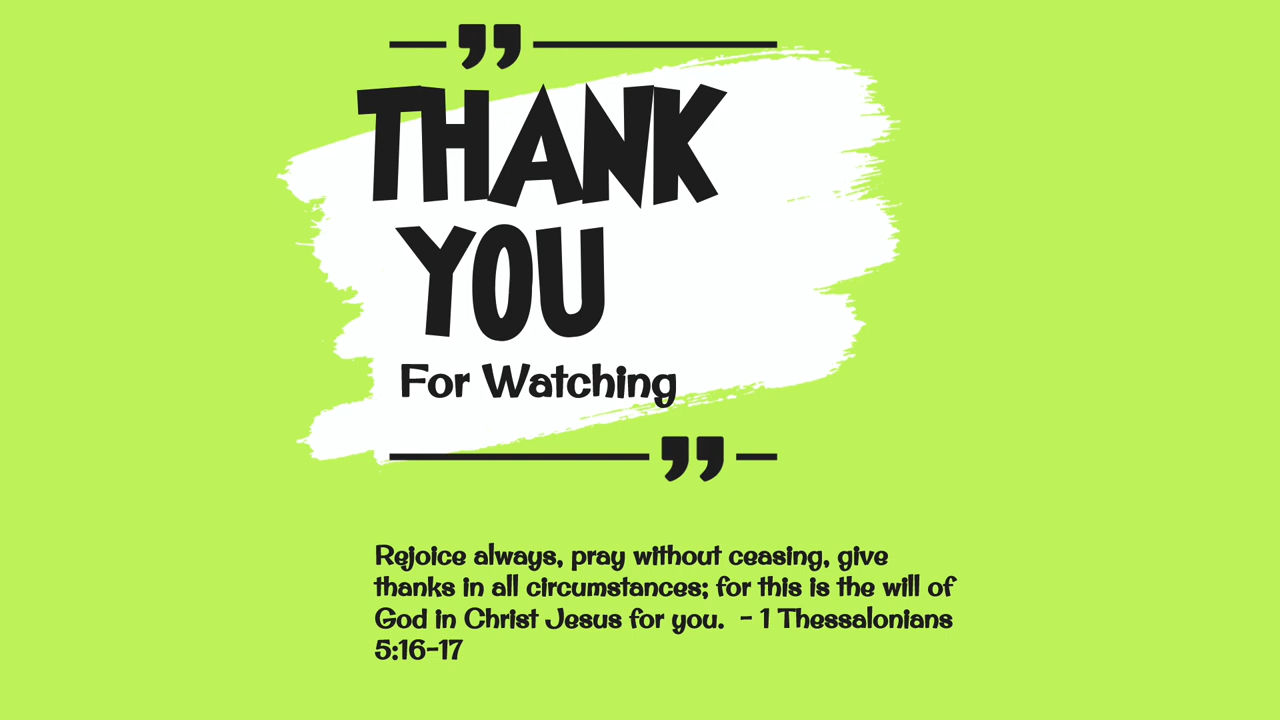 ”
THANK
YOU
For Watching
”
Rejoice always, pray without ceasing, give
thanks in all circumstances; for this is the will of
God in Christ Jesus for you.  - 1 Thessalonians
5:16-17